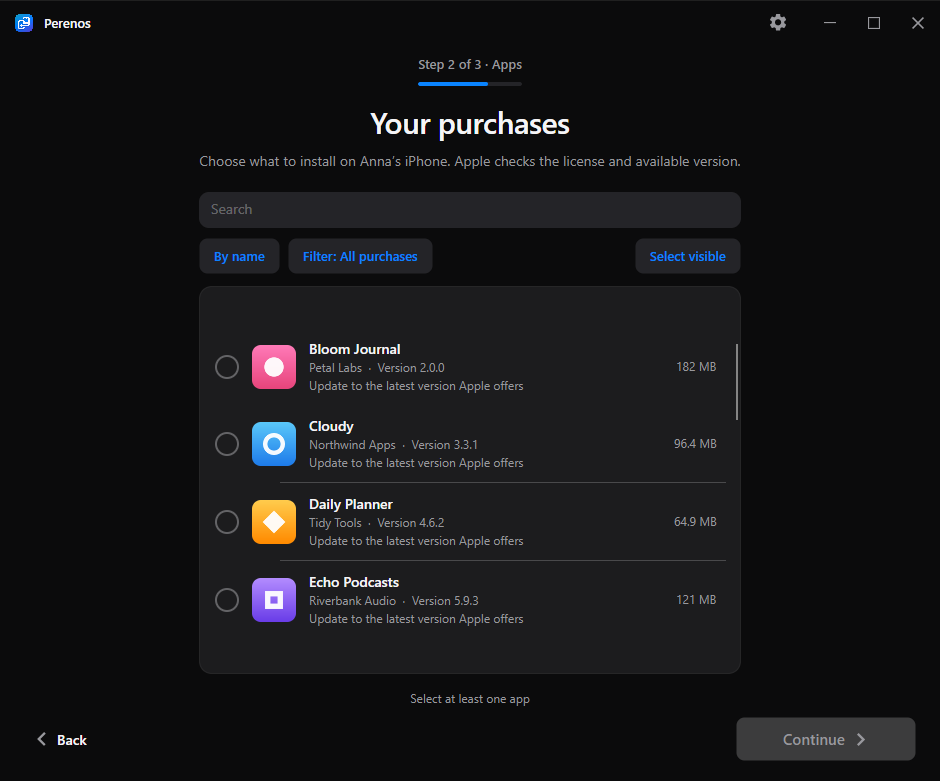 Perenos
Step 2 of 3 · Apps
Your purchases
Choose what to install on Anna's iPhone. Apple checks the license and available version.
Search
By name
Filter: All purchases
Select visible
Bloom Journal
Petal Labs · Version 2.0.0
182 MB
Update to the latest version Apple offers
Cloudy
Northwind Apps · Version 3.3.1
96.4 MB
Update to the latest version Apple offers
Daily Planner
Tidy Tools · Version 4.6.2
64.9 MB
Update to the latest version Apple offers
Echo Podcasts
Riverbank Audio · Version 5.9.3
121 MB
Update to the latest version Apple offers
Select at least one app
Back
Continue